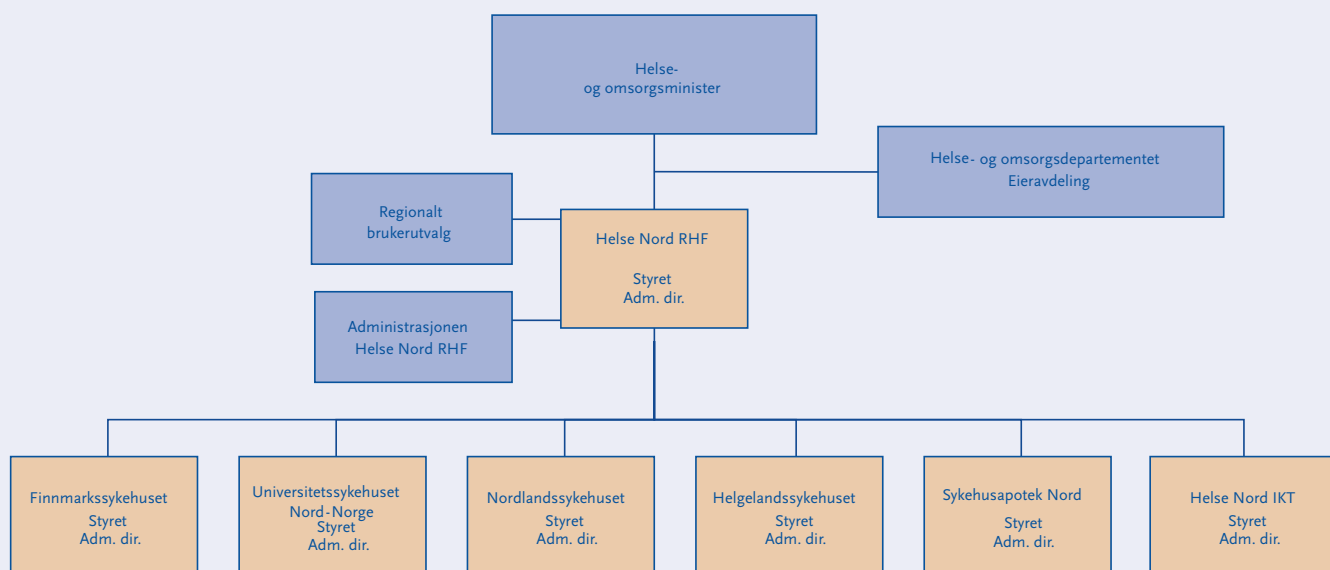 Helse-
og omsorgsminister
Helse- og omsorgsdepartementet
Eieravdeling
Regionalt
brukerutvalg
Helse Nord RHF
Styret
Adm. dir.
Administrasjonen
Helse Nord RHF
Finnmarkssykehuset
Styret
Adm. dir.
Universitetssykehuset
Nord-Norge
Styret
Adm. dir.
Nordlandssykehuset
Styret
Adm. dir.
Helgelandssykehuset
Styret
Adm. dir.
Sykehusapotek Nord
Styret
Adm. dir.
Helse Nord IKT
Styret
Adm. dir.